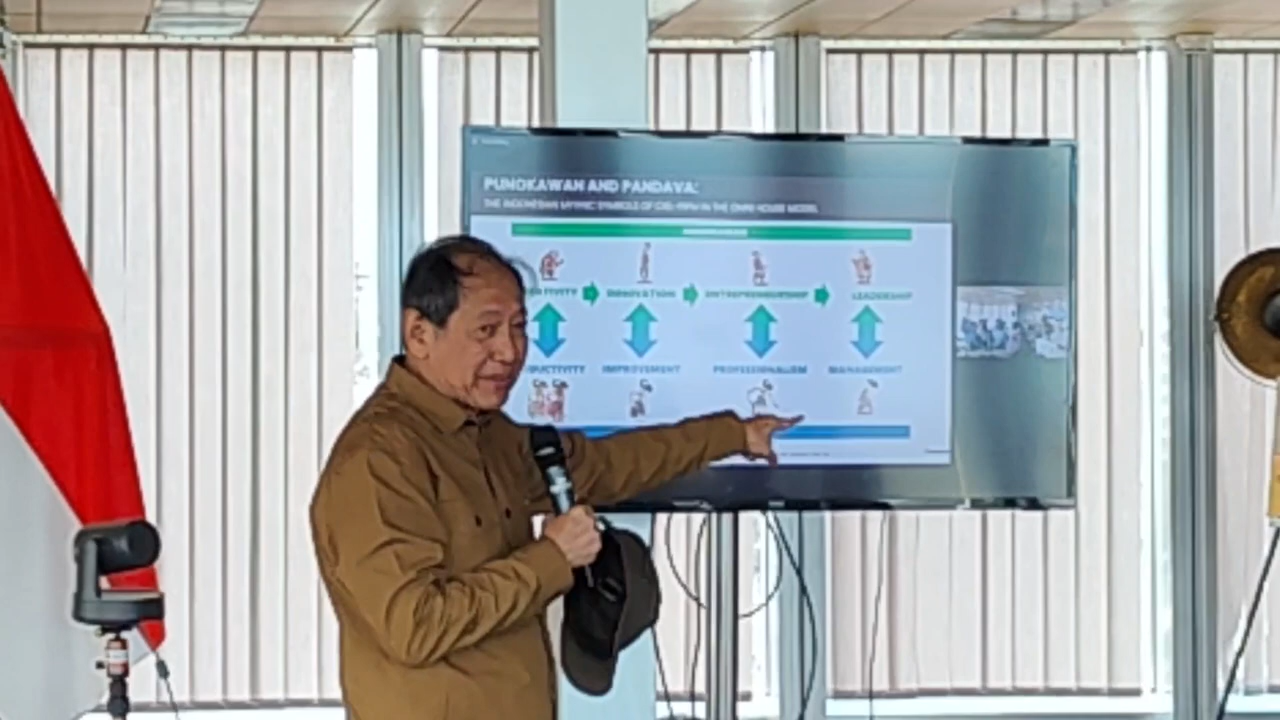 PUNOKAWAN AND PANDAVA:
THE INDONESIAN MYTHIC SYMBOLS OF CIEL-PIPM IN THE OMNI HOUSE MODEL
INNOVATION ENTREPRENEURSHIP LEADERSHIP
IMPROVEMENT PROFESSIONALISM MANAGEMENT